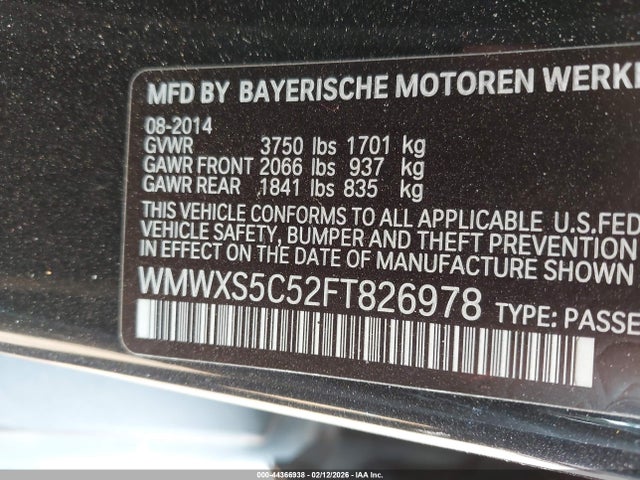 MFD BY BAYERISCHE MOTOREN
08-2014
GVWR 3750 lbs 1701 kg
GAWR FRONT 2066 lbs 937 kg
GAWR REAR 1841 lbs 835 kg
THIS VEHICLE CONFORMS TO ALL APPLICABLE U.S.FED
VEHICLE SAFETY, BUMPER AND THEFT PREVENTION
IN EFFECT ON THE DATE OF MANUFACTURE SHOWN
WMWXS5C52FT826978 TYPE: PASSE
00-44366938 - 02/12/2026 - IAA Inc.